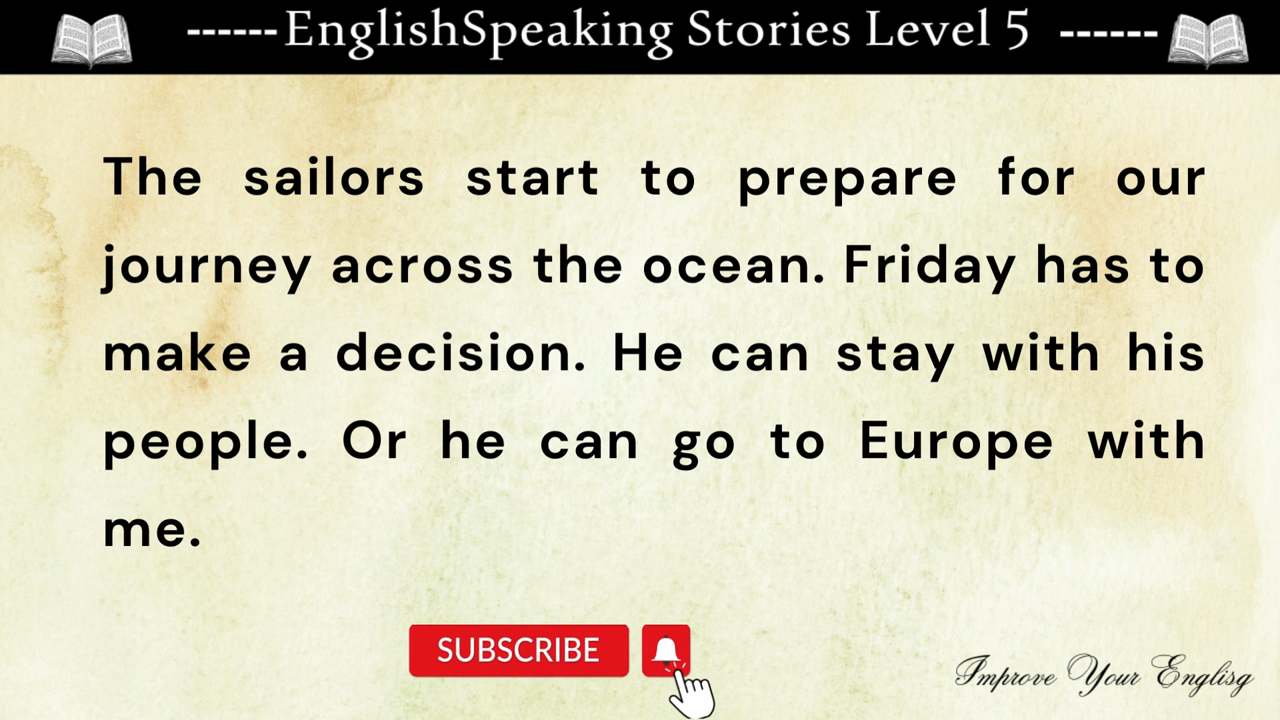 ------EnglishSpeaking Stories Level 5 ------
The sailors start to prepare for our
journey across the ocean. Friday has to
make a decision. He can stay with his
people. Or he can go to Europe with
me.
SUBSCRIBE
Improve Your Englisg